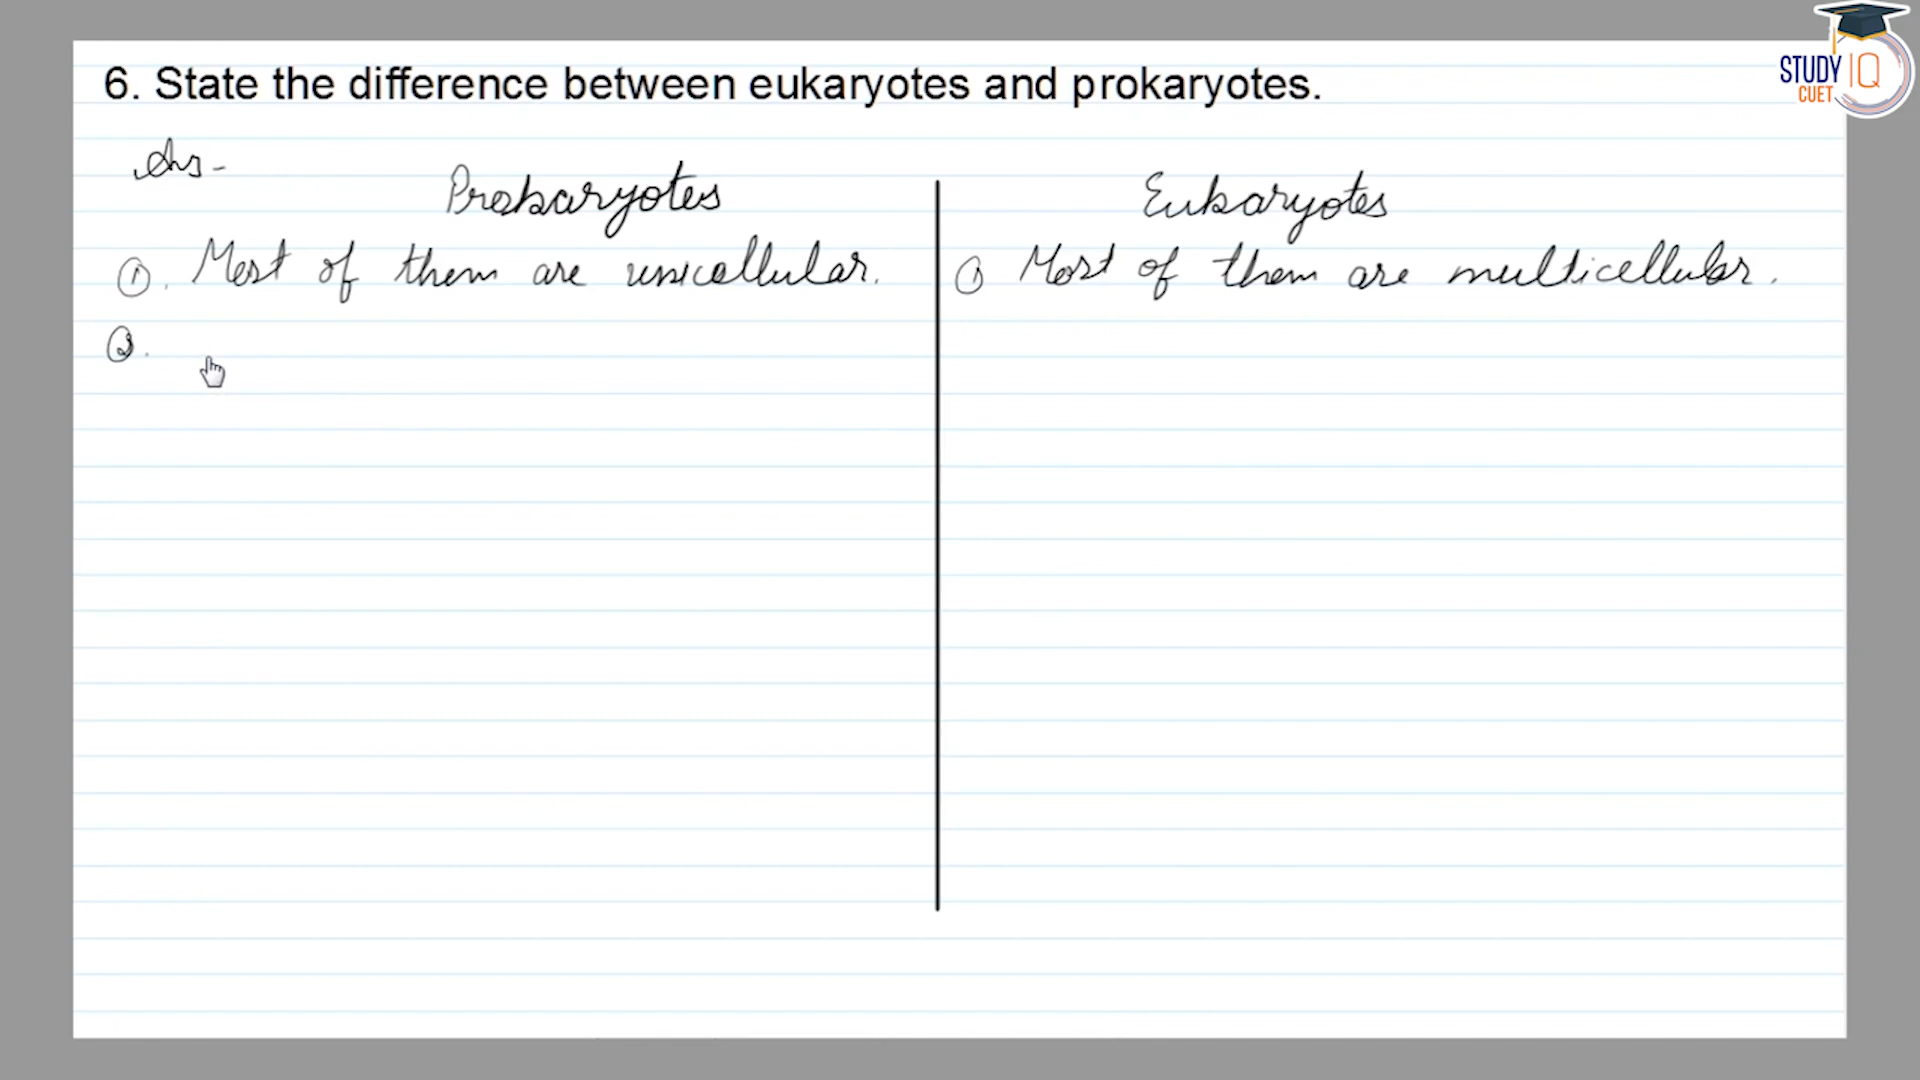 6. State the difference between eukaryotes and prokaryotes.
STUDY IQ
CUET
Ans -
Prokaryotes
Eukaryotes
①. Most of them are unicellular.
① Most of them are multicellular.
②.